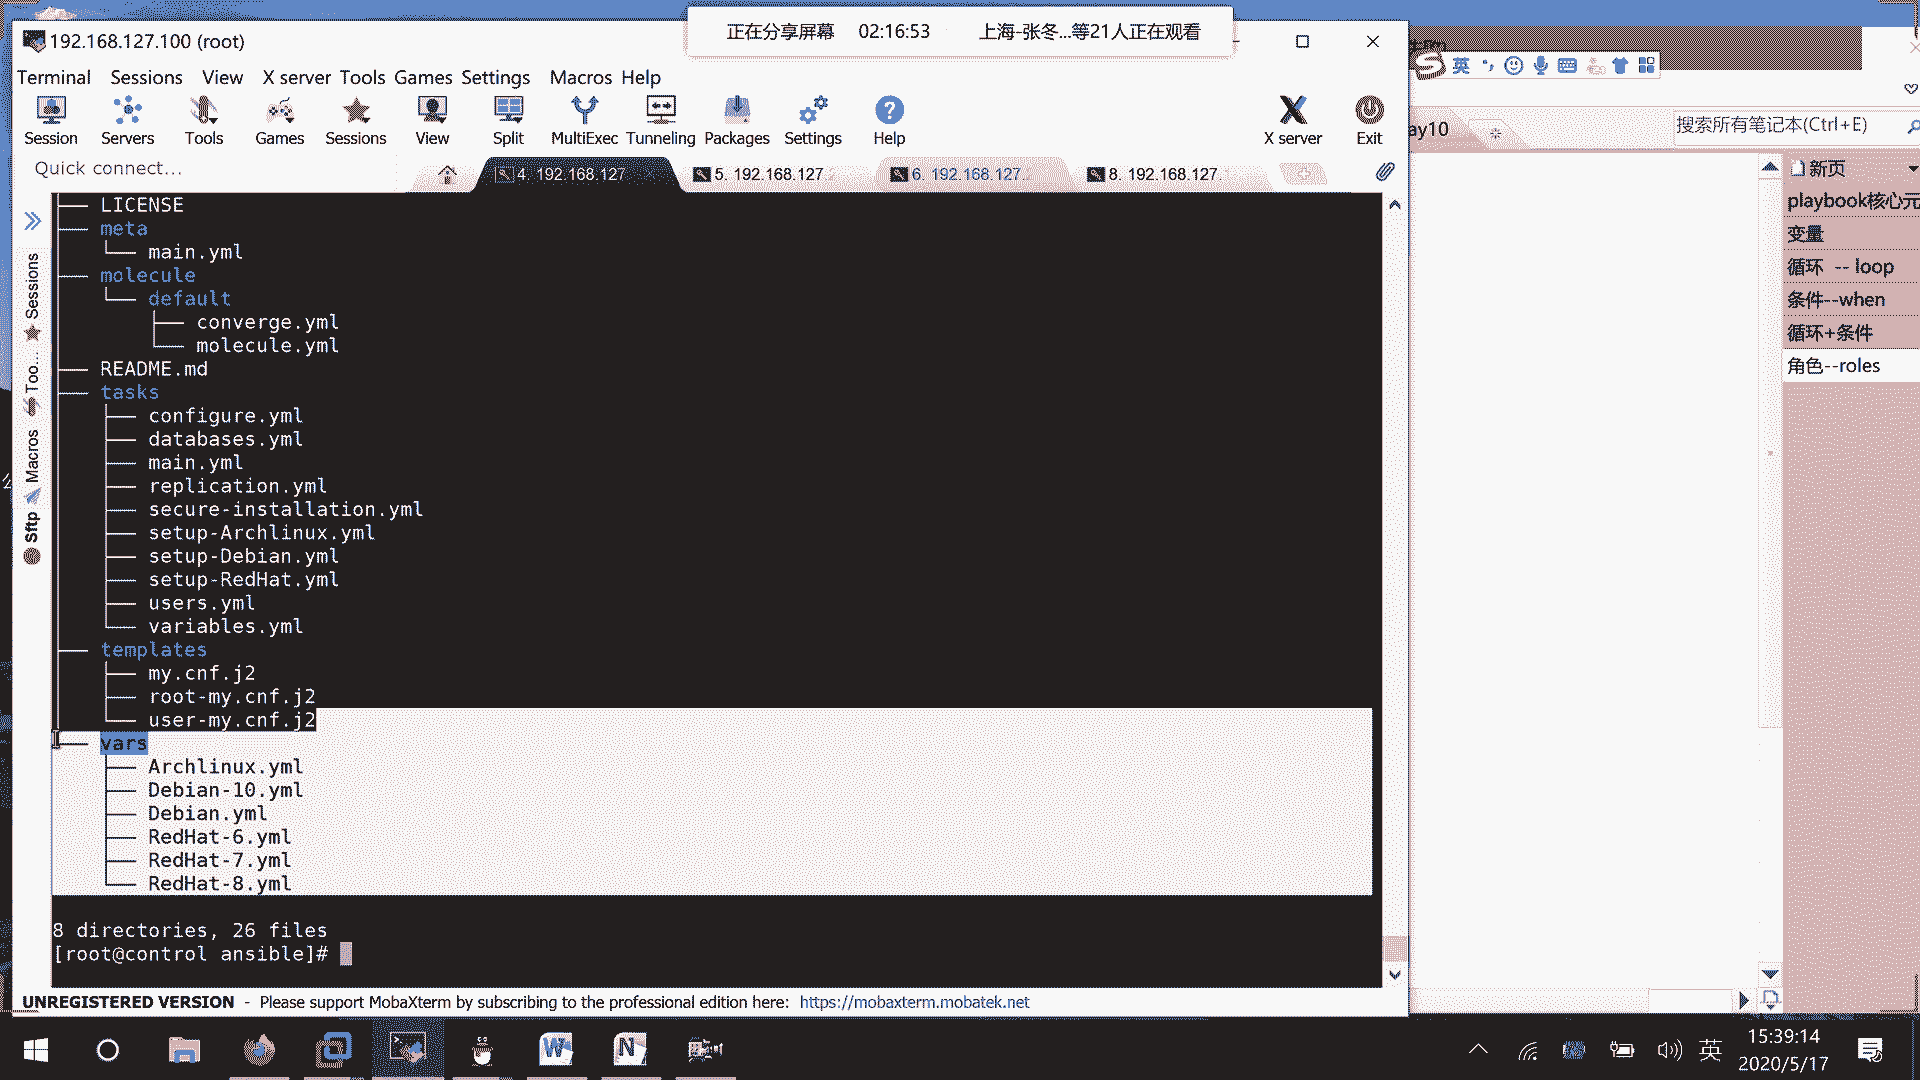 正在分享屏幕 02:16:53 上海-张冬...等21人正在观看
192.168.127.100 (root)
Terminal Sessions View X server Tools Games Settings Macros Help
Session Servers Tools Games Sessions View Split MultiExec Tunneling Packages Settings Help X server Exit
Quick connect...
4. 192.168.127
5. 192.168.127.
6. 192.168.127.
8. 192.168.127.
Sessions
Too...
Macros
Sftp
├── LICENSE
├── meta
│   └── main.yml
├── molecule
│   └── default
│       ├── converge.yml
│       └── molecule.yml
├── README.md
├── tasks
│   ├── configure.yml
│   ├── databases.yml
│   ├── main.yml
│   ├── replication.yml
│   ├── secure-installation.yml
│   ├── setup-Archlinux.yml
│   ├── setup-Debian.yml
│   ├── setup-RedHat.yml
│   ├── users.yml
│   └── variables.yml
├── templates
│   ├── my.cnf.j2
│   ├── root-my.cnf.j2
│   └── user-my.cnf.j2
└── vars
    ├── Archlinux.yml
    ├── Debian-10.yml
    ├── Debian.yml
    ├── RedHat-6.yml
    ├── RedHat-7.yml
    └── RedHat-8.yml
8 directories, 26 files
[root@control ansible]#
UNREGISTERED VERSION - Please support MobaXterm by subscribing to the professional edition here: https://mobaxterm.mobatek.net
英
ay10
搜索所有笔记本(Ctrl+E)
新页
playbook核心元
变量
循环 -- loop
条件--when
循环+条件
角色--roles
英
15:39:14
2020/5/17